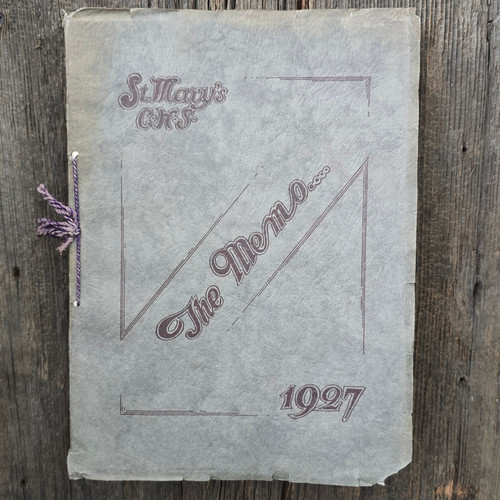 St. Mary's
C.H.S.
The Memo....
1927